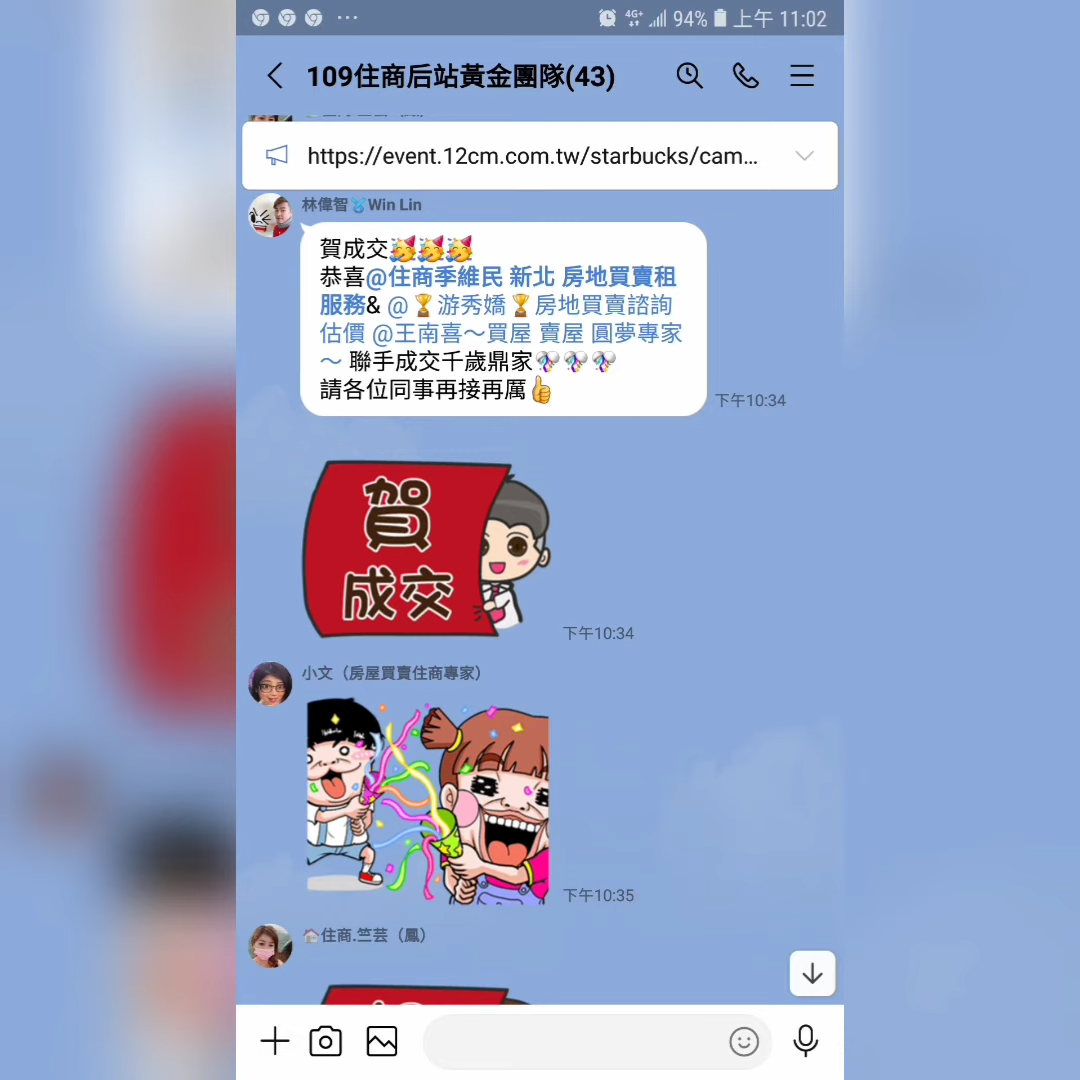 94% 上午 11:02
109住商后站黃金團隊(43)
https://event.12cm.com.tw/starbucks/cam...
林偉智🥨Win Lin
賀成交🥳🥳🥳
恭喜@住商季維民 新北 房地買賣租
服務& @🏆游秀嬌🏆房地買賣諮詢
估價 @王南喜～買屋 賣屋 圓夢專家
～ 聯手成交千歲鼎家🎊🎊🎊
請各位同事再接再厲👍
下午10:34
賀
成交
下午10:34
小文（房屋買賣住商專家）
下午10:35
🏠住商.竺芸（鳳）